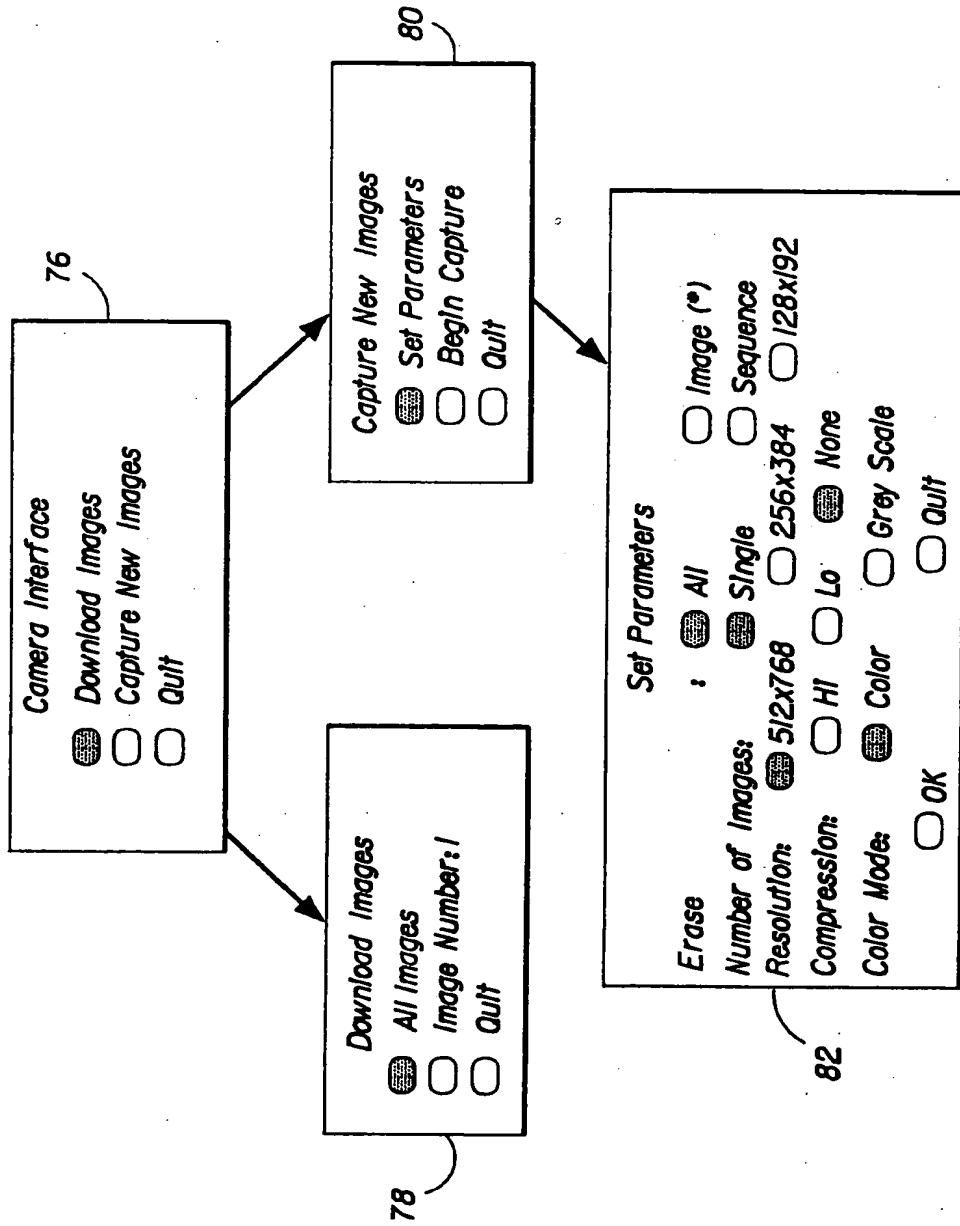 76
Camera Interface
Download Images
Capture New Images
Quit
78
Download Images
All Images
Image Number:1
Quit
80
Capture New Images
Set Parameters
Begin Capture
Quit
82
Set Parameters
Erase : All Image (*)
Number of Images: Single Sequence
Resolution: 512x768 256x384 128x192
Compression: Hi Lo None
Color Mode: Color Grey Scale
OK Quit